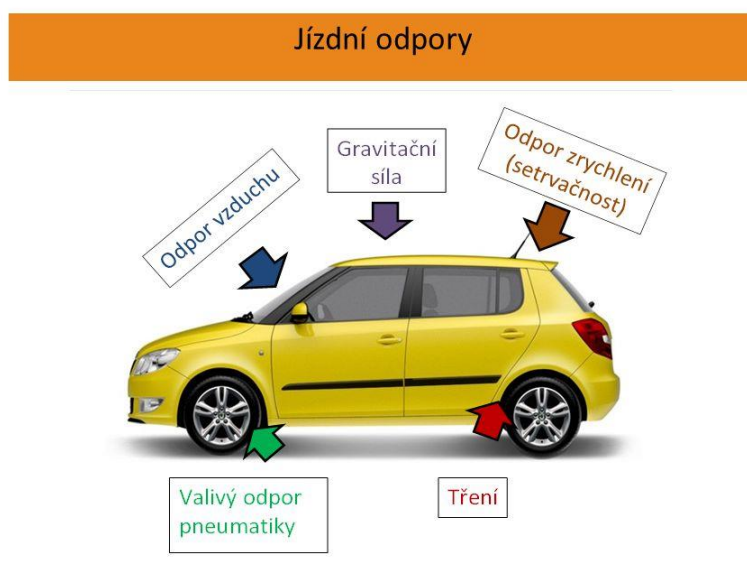 Jízdní odpory
Odpor vzduchu
Gravitační
síla
Odpor zrychlení
(setrvačnost)
Valivý odpor
pneumatiky
Tření